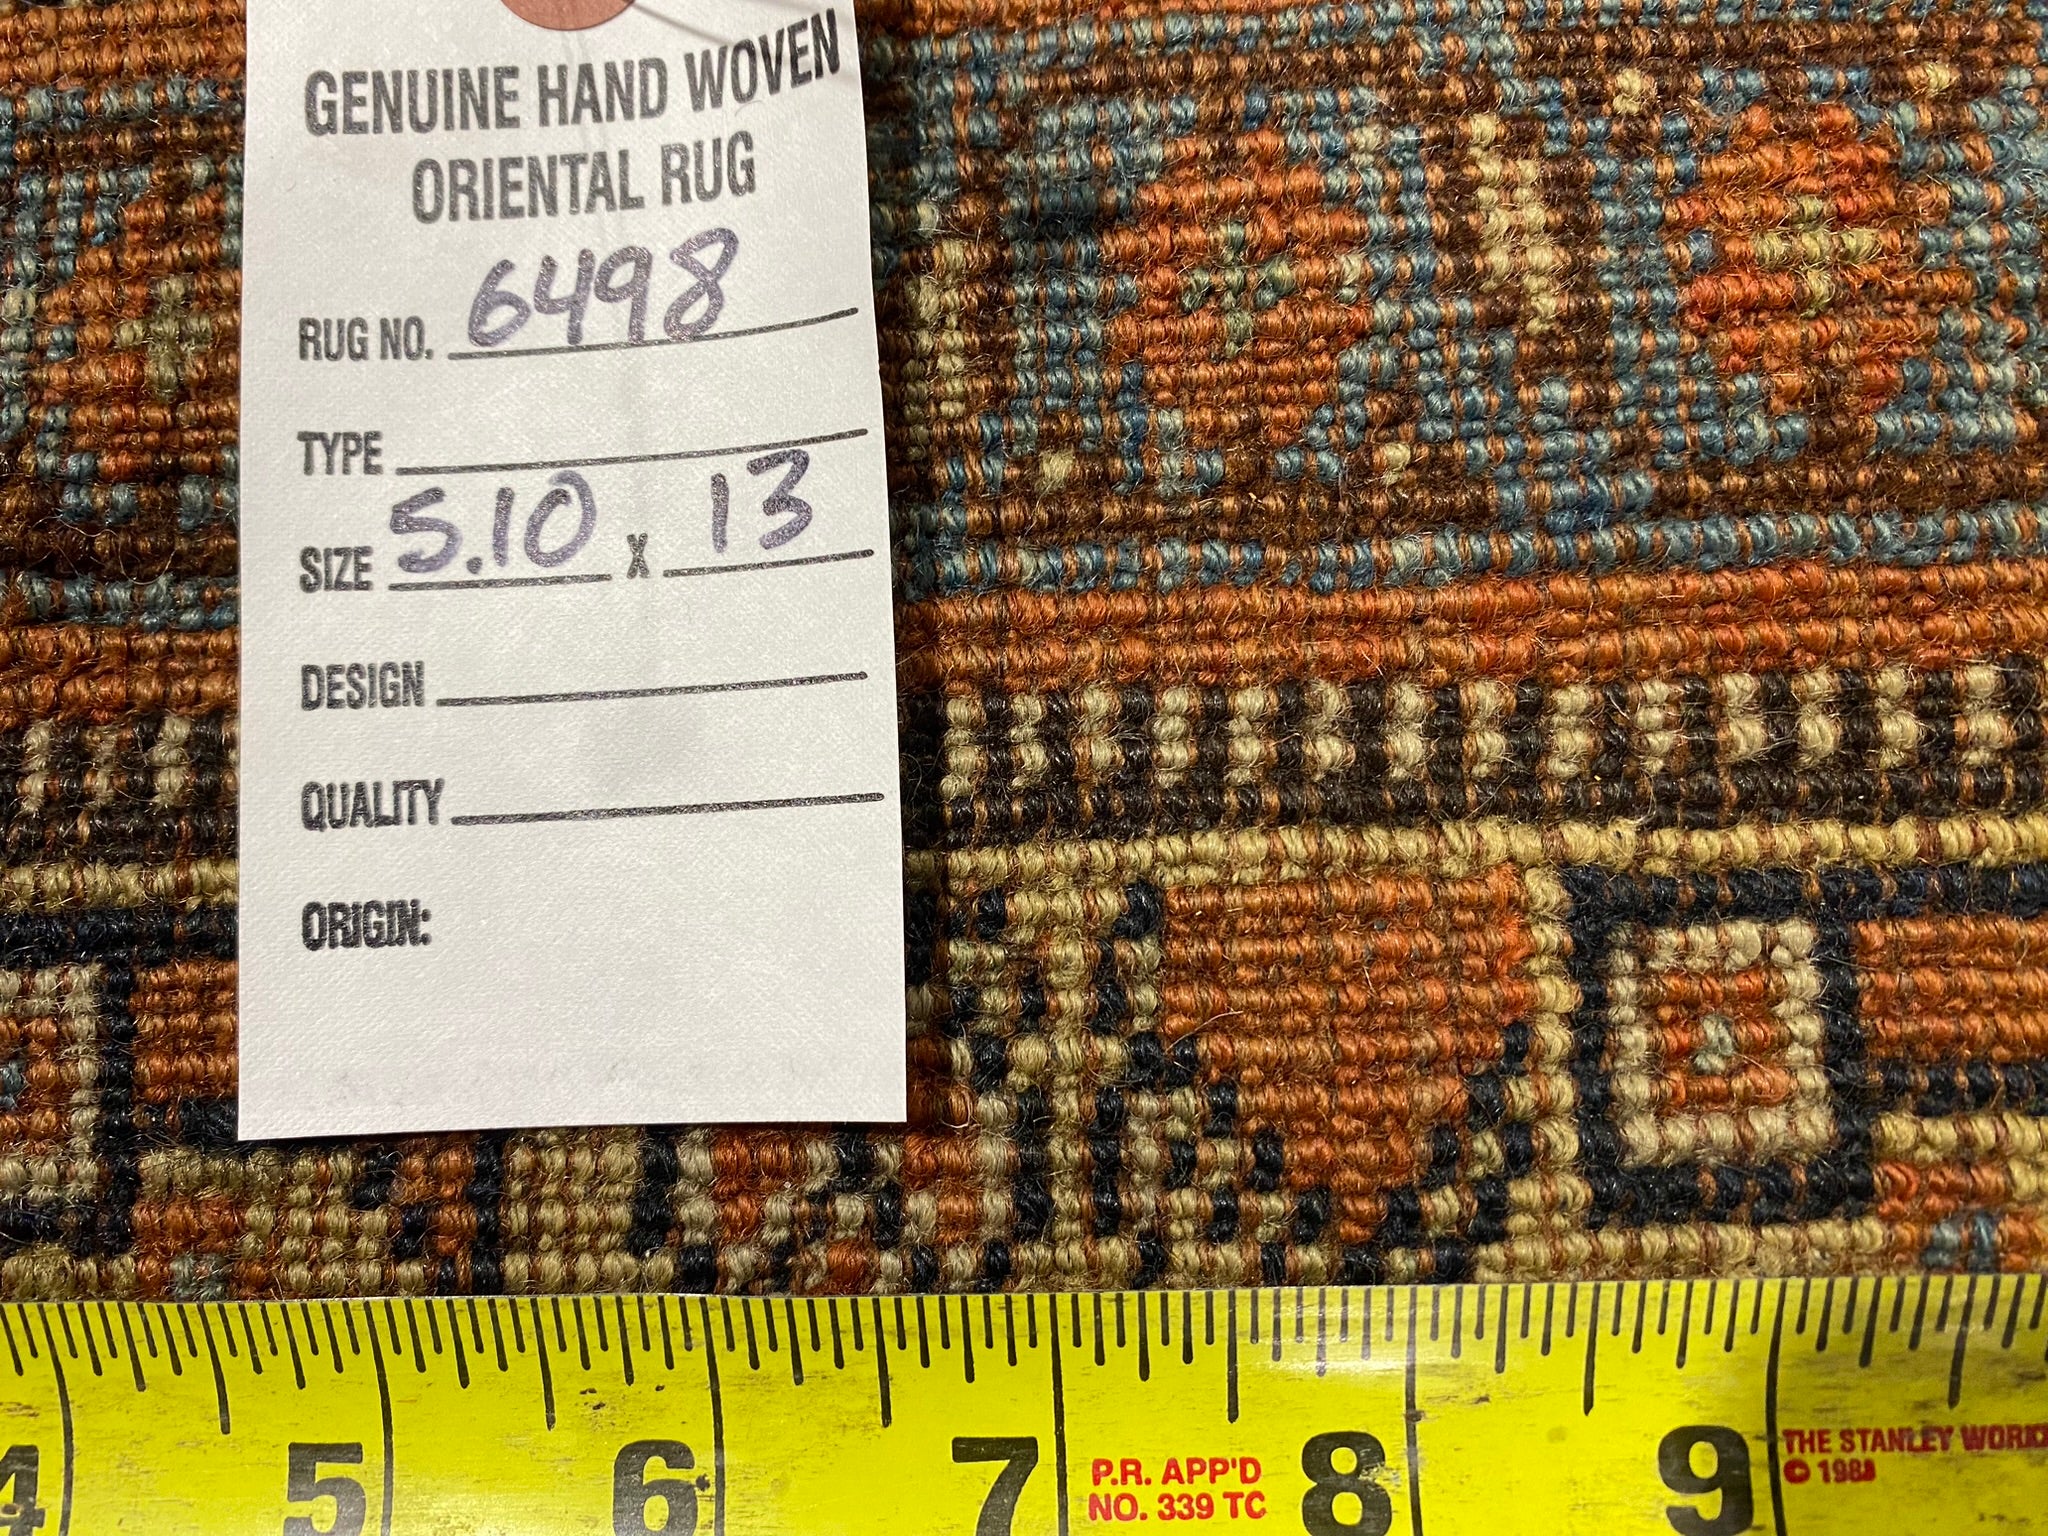 GENUINE HAND WOVEN
ORIENTAL RUG
RUG NO. 6498
TYPE
SIZE 5.10 X 13
DESIGN
QUALITY
ORIGIN:
4 5 6 7 8 9
P.R. APP'D
NO. 339 TC
THE STANLEY WORKS
© 1988